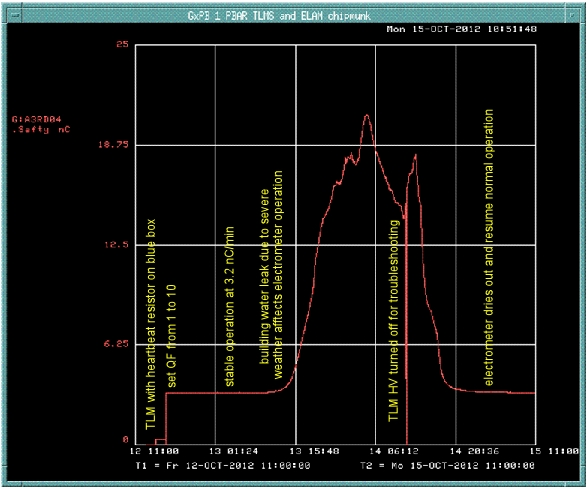 GxPB 1 PBAR TLMS and ELAM chipmunk
Mon 15-OCT-2012 10:51:48
25
G:A3RD04
.Safty nC
18.75
12.5
6.25
0
TLM with heartbeat resistor on blue box
set QF from 1 to 10
stable operation at 3.2 nC/min
building water leak due to severe
weather afftects electrometer operation
TLM HV turned off for troubleshooting
electrometer dries out and resume normal operation
12 11:00 13 01:24 13 15:48 14 06:12 14 20:36 15 11:00
T1 = Fr 12-OCT-2012 11:00:00 T2 = Mo 15-OCT-2012 11:00:00